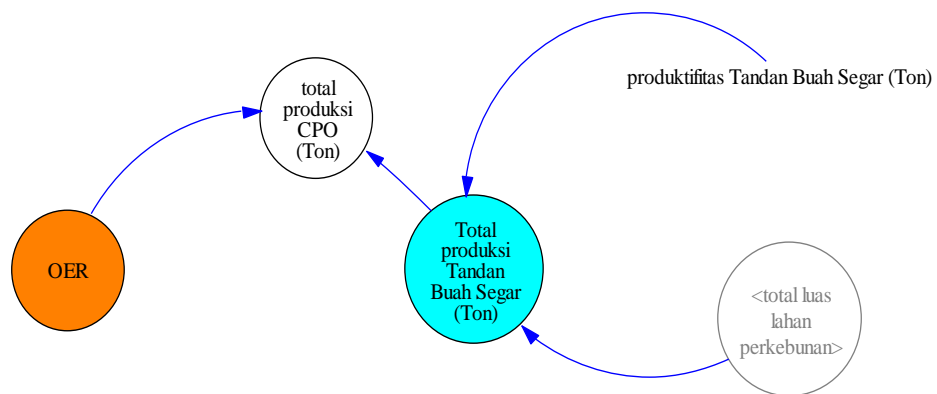 total
produksi
CPO
(Ton)
produktifitas Tandan Buah Segar (Ton)
OER
Total
produksi
Tandan
Buah Segar
(Ton)
<total luas
lahan
perkebunan>